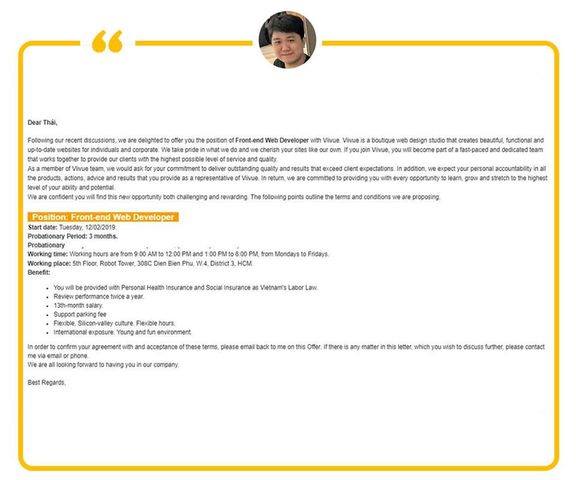 Dear Thái,
Following our recent discussions, we are delighted to offer you the position of Front-end Web Developer with Vivue. Vivue is a boutique web design studio that creates beautiful, functional and
up-to-date websites for individuals and corporate. We take pride in what we do and we cherish your sites like our own. If you join Vivue, you will become part of a fast-paced and dedicated team
that works together to provide our clients with the highest possible level of service and quality.
As a member of Vivue team, we would ask for your commitment to deliver outstanding quality and results that exceed client expectations. In addition, we expect your personal accountability in all
the products, actions, advice and results that you provide as a representative of Vivue. In return, we are committed to providing you with every opportunity to learn, grow and stretch to the highest
level of your ability and potential.
We are confident you will find this new opportunity both challenging and rewarding. The following points outline the terms and conditions we are proposing.
Position: Front-end Web Developer
Start date: Tuesday, 12/02/2019.
Probationary Period: 3 months.
Probationary
Working time: Working hours are from 9:00 AM to 12:00 PM and 1:00 PM to 6:00 PM, from Mondays to Fridays.
Working place: 5th Floor, Robot Tower, 308C Dien Bien Phu, W.4, District 3, HCM.
Benefit:
• You will be provided with Personal Health Insurance and Social Insurance as Vietnam's Labor Law.
• Review performance twice a year.
• 13th-month salary.
• Support parking fee
• Flexible, Silicon-valley culture. Flexible hours.
• International exposure. Young and fun environment.
In order to confirm your agreement with and acceptance of these terms, please email back to me on this Offer. If there is any matter in this letter, which you wish to discuss further, please contact
me via email or phone.
We are all looking forward to having you in our company.
Best Regards,